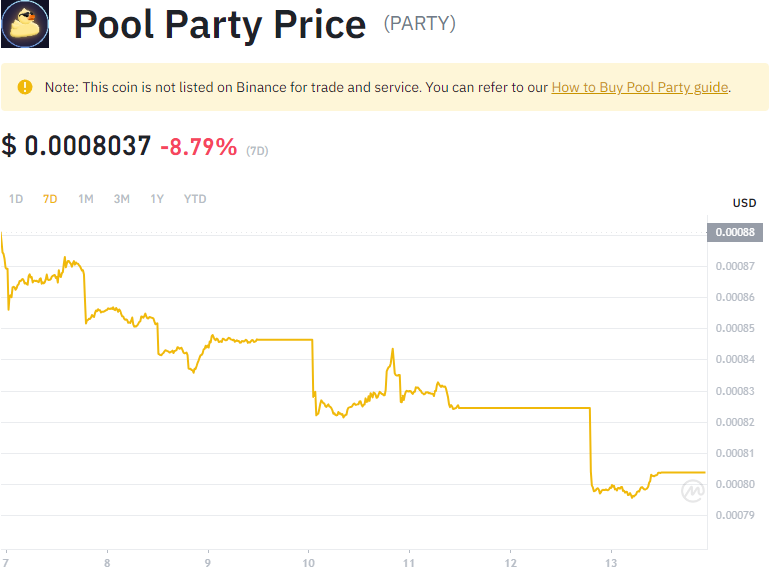 Pool Party Price (PARTY)
Note: This coin is not listed on Binance for trade and service. You can refer to our How to Buy Pool Party guide.
$ 0.0008037 -8.79% (7D)
1D 7D 1M 3M 1Y YTD
USD
0.00088
0.00087
0.00086
0.00085
0.00084
0.00083
0.00082
0.00081
0.00080
0.00079
7 8 9 10 11 12 13